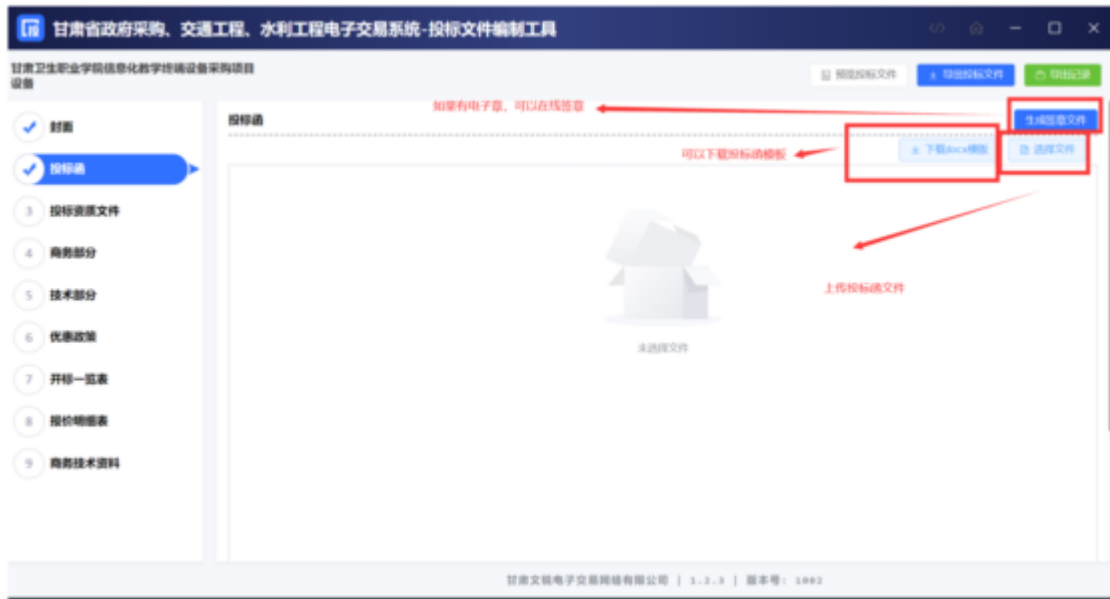 投 甘肃省政府采购、交通工程、水利工程电子交易系统-投标文件编制工具
甘肃卫生职业学院信息化教学终端设备采购项目
设备
预览投标文件 导出投标文件 导出记录
如果有电子章,可以在线签章
投标函 生成签章文件
可以下载投标函模板 下载docx模板 选择文件
封面
投标函
3 投标资质文件
4 商务部分
5 技术部分
6 优惠政策
7 开标一览表
8 报价明细表
9 商务技术资料
上传投标函文件
未选择文件
甘肃文锐电子交易网络有限公司 | 1.2.3 | 版本号: 1002